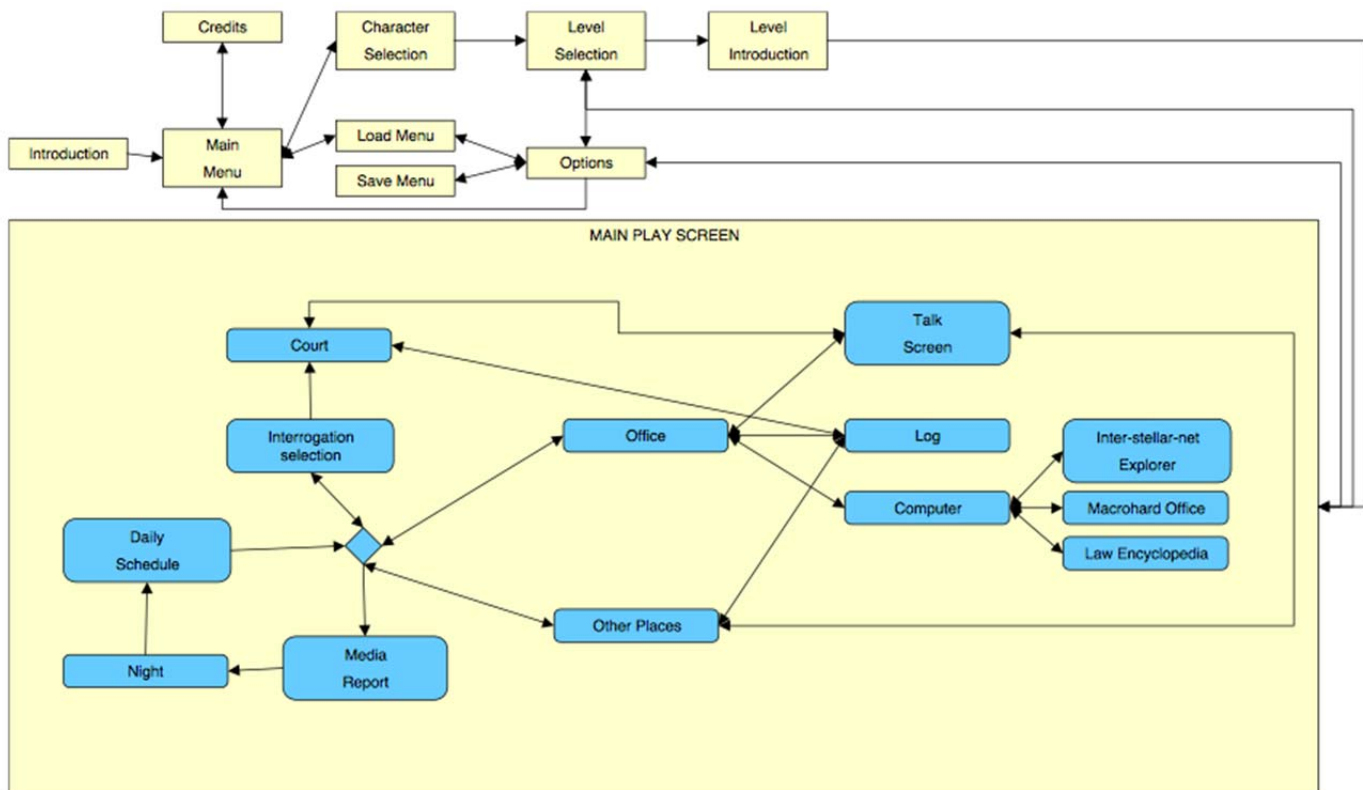 Credits
Character
Selection
Level
Selection
Level
Introduction
Introduction
Main
Menu
Load Menu
Save Menu
Options
MAIN PLAY SCREEN
Court
Talk
Screen
Interrogation
selection
Office
Log
Inter-stellar-net
Explorer
Computer
Macrohard Office
Law Encyclopedia
Daily
Schedule
Other Places
Night
Media
Report